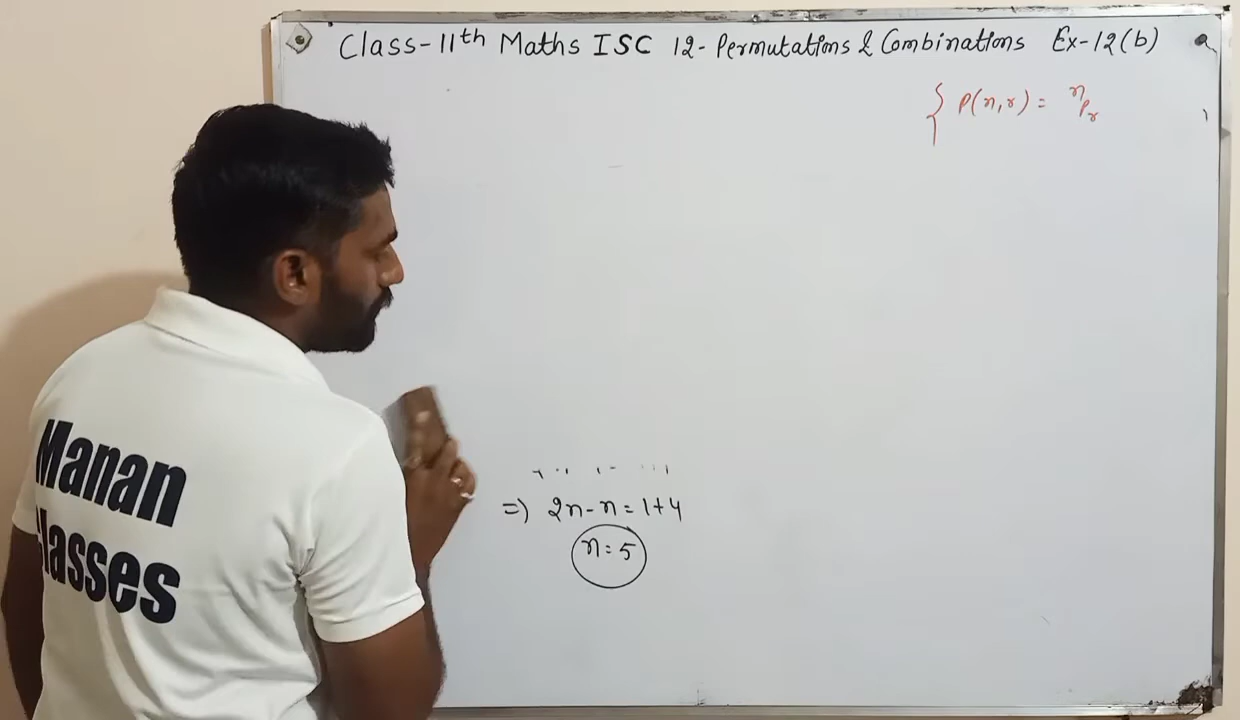 Class-11th Maths ISC 12- Permutations & Combinations Ex-12(b)
{ P(n,r) = ⁿPᵣ
=) 2n-n=1+4
n=5
Manan
Classes